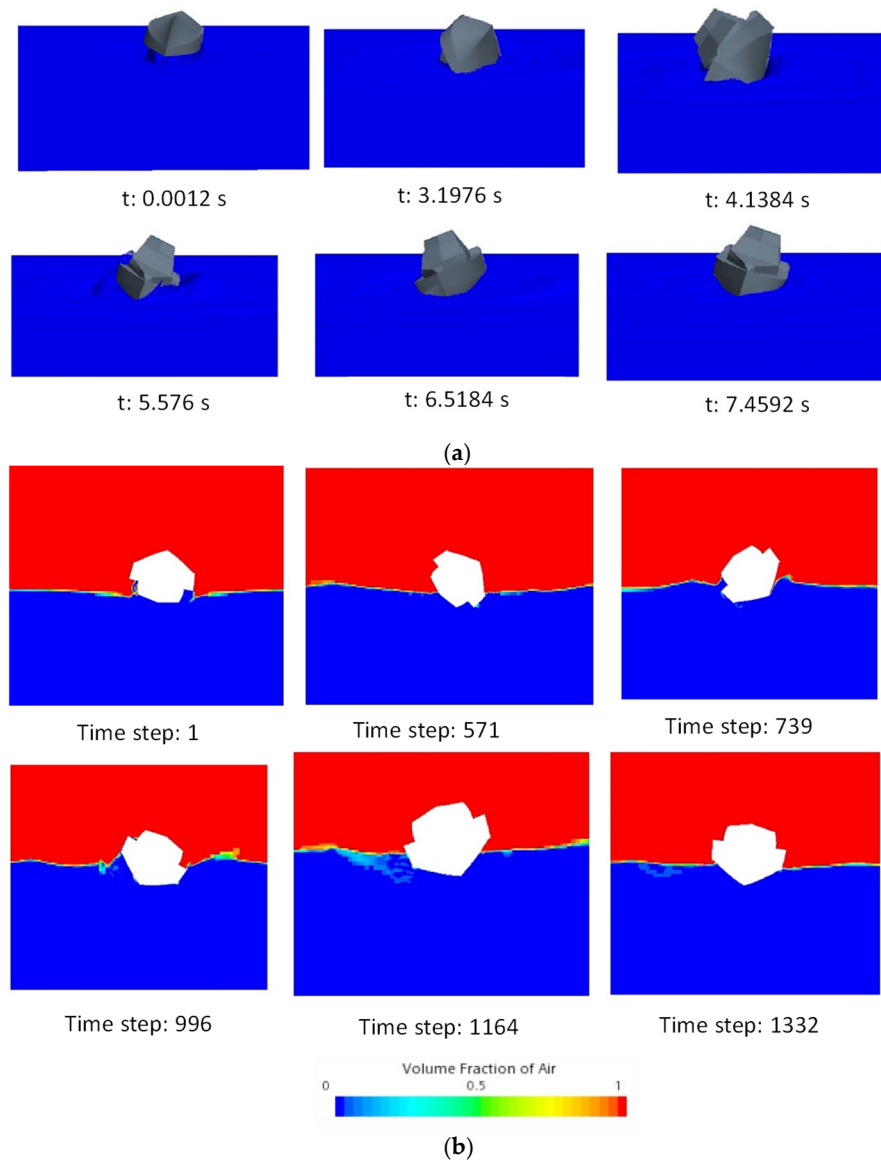 t: 0.0012 s
t: 3.1976 s
t: 4.1384 s
t: 5.576 s
t: 6.5184 s
t: 7.4592 s
(a)
Time step: 1
Time step: 571
Time step: 739
Time step: 996
Time step: 1164
Time step: 1332
Volume Fraction of Air
0 0.5 1
(b)